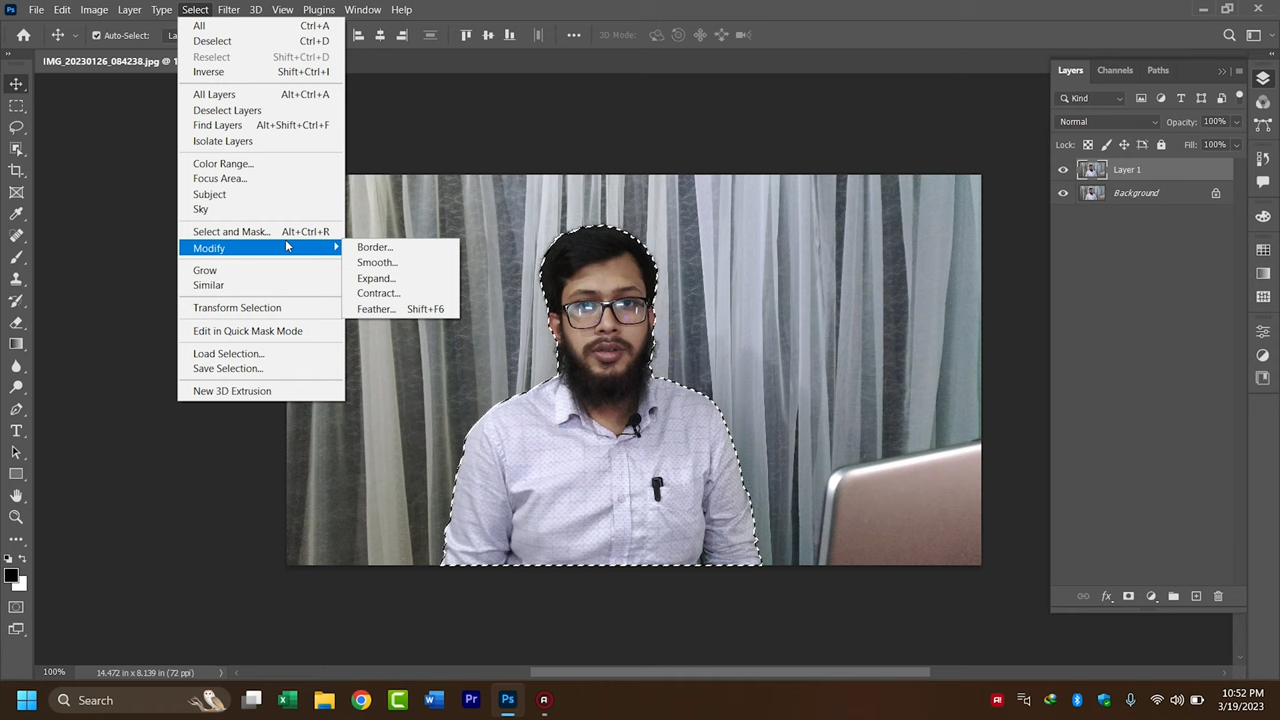 Ps File Edit Image Layer Type Select Filter 3D View Plugins Window Help
Auto-Select: 3D Mode:
IMG_20230126_084238.jpg @ 1
All Ctrl+A
Deselect Ctrl+D
Reselect Shift+Ctrl+D
Inverse Shift+Ctrl+I
All Layers Alt+Ctrl+A
Deselect Layers
Find Layers Alt+Shift+Ctrl+F
Isolate Layers
Color Range...
Focus Area...
Subject
Sky
Select and Mask... Alt+Ctrl+R
Modify
Grow
Similar
Transform Selection
Edit in Quick Mask Mode
Load Selection...
Save Selection...
New 3D Extrusion
Border...
Smooth...
Expand...
Contract...
Feather... Shift+F6
Layers Channels Paths
Kind
Normal Opacity: 100%
Lock: Fill: 100%
Layer 1
Background
100% 14.472 in x 8.139 in (72 ppi)
Search Pr Ps
10:52 PM
3/19/2023